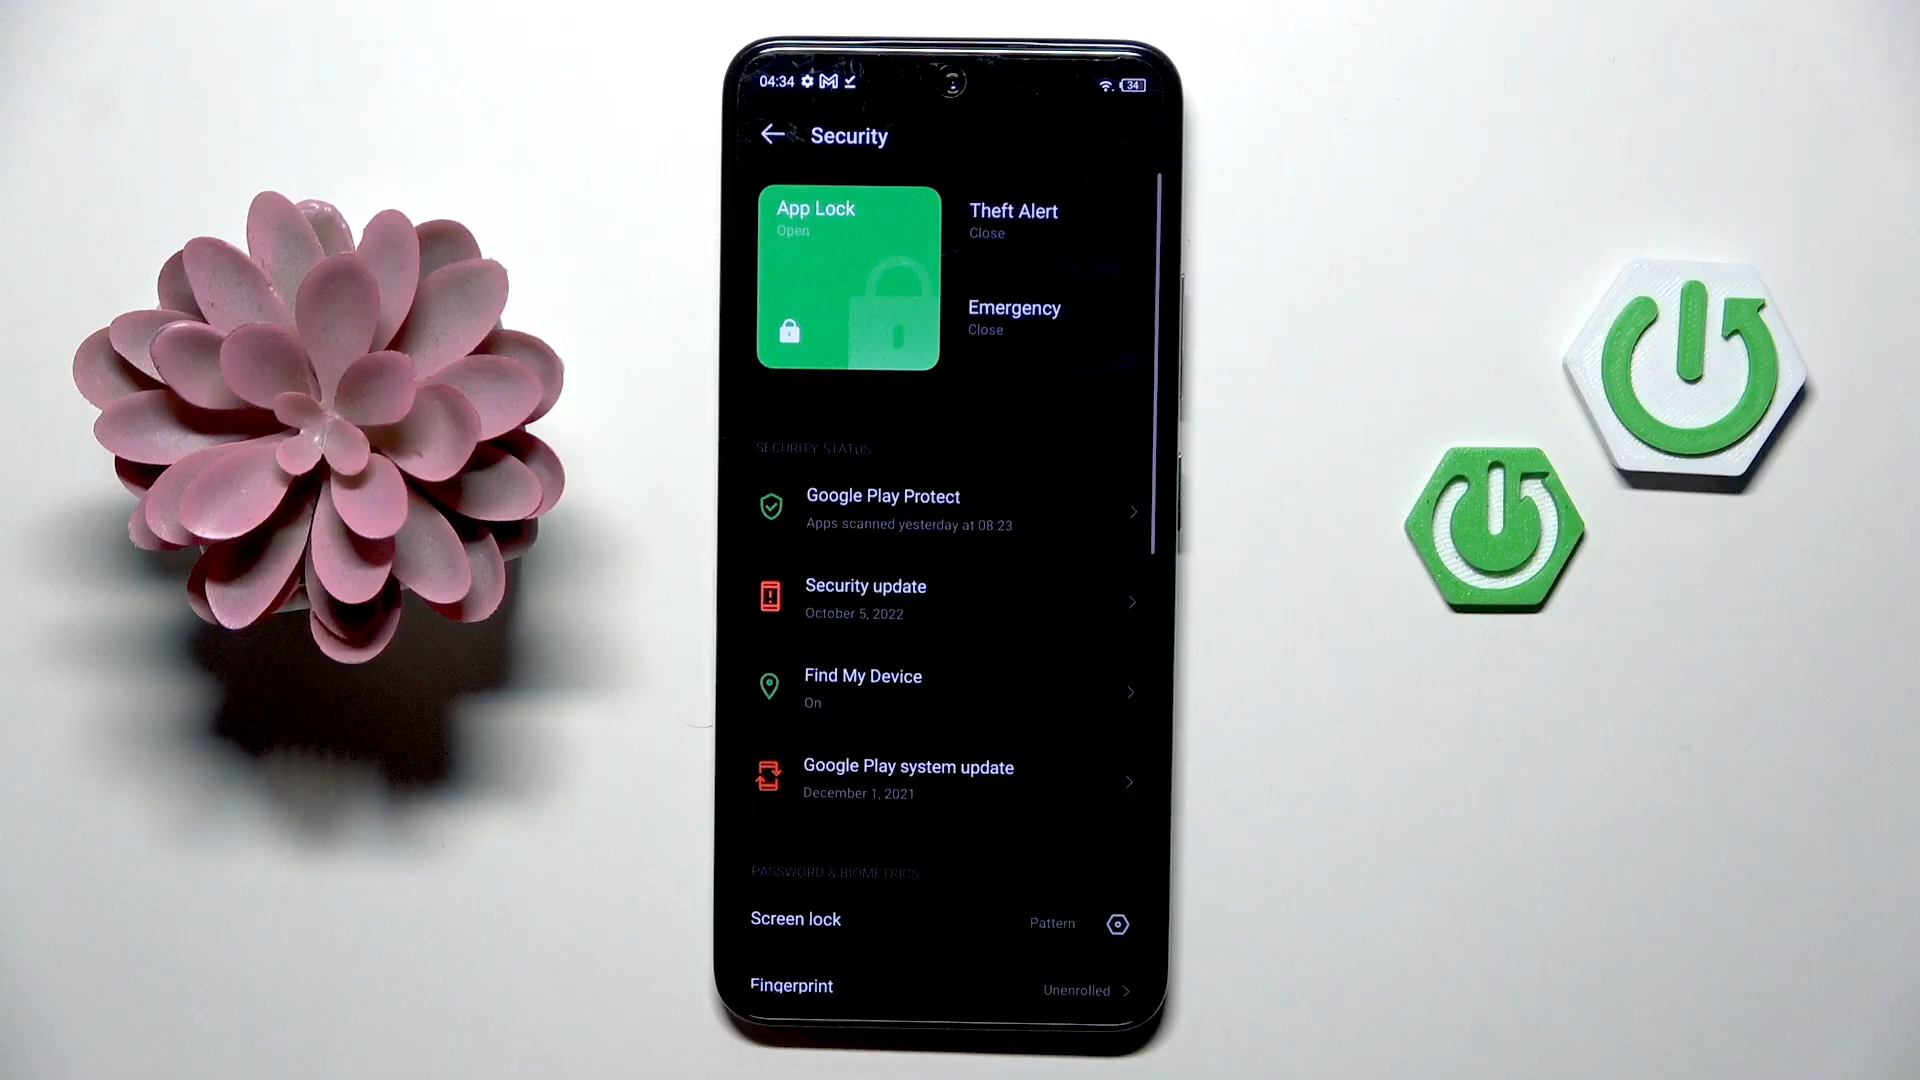 04:34
34
Security
App Lock
Open
Theft Alert
Close
Emergency
Close
SECURITY STATUS
Google Play Protect
Apps scanned yesterday at 08:23
Security update
October 5, 2022
Find My Device
On
Google Play system update
December 1, 2021
PASSWORD & BIOMETRICS
Screen lock
Pattern
Fingerprint
Unenrolled